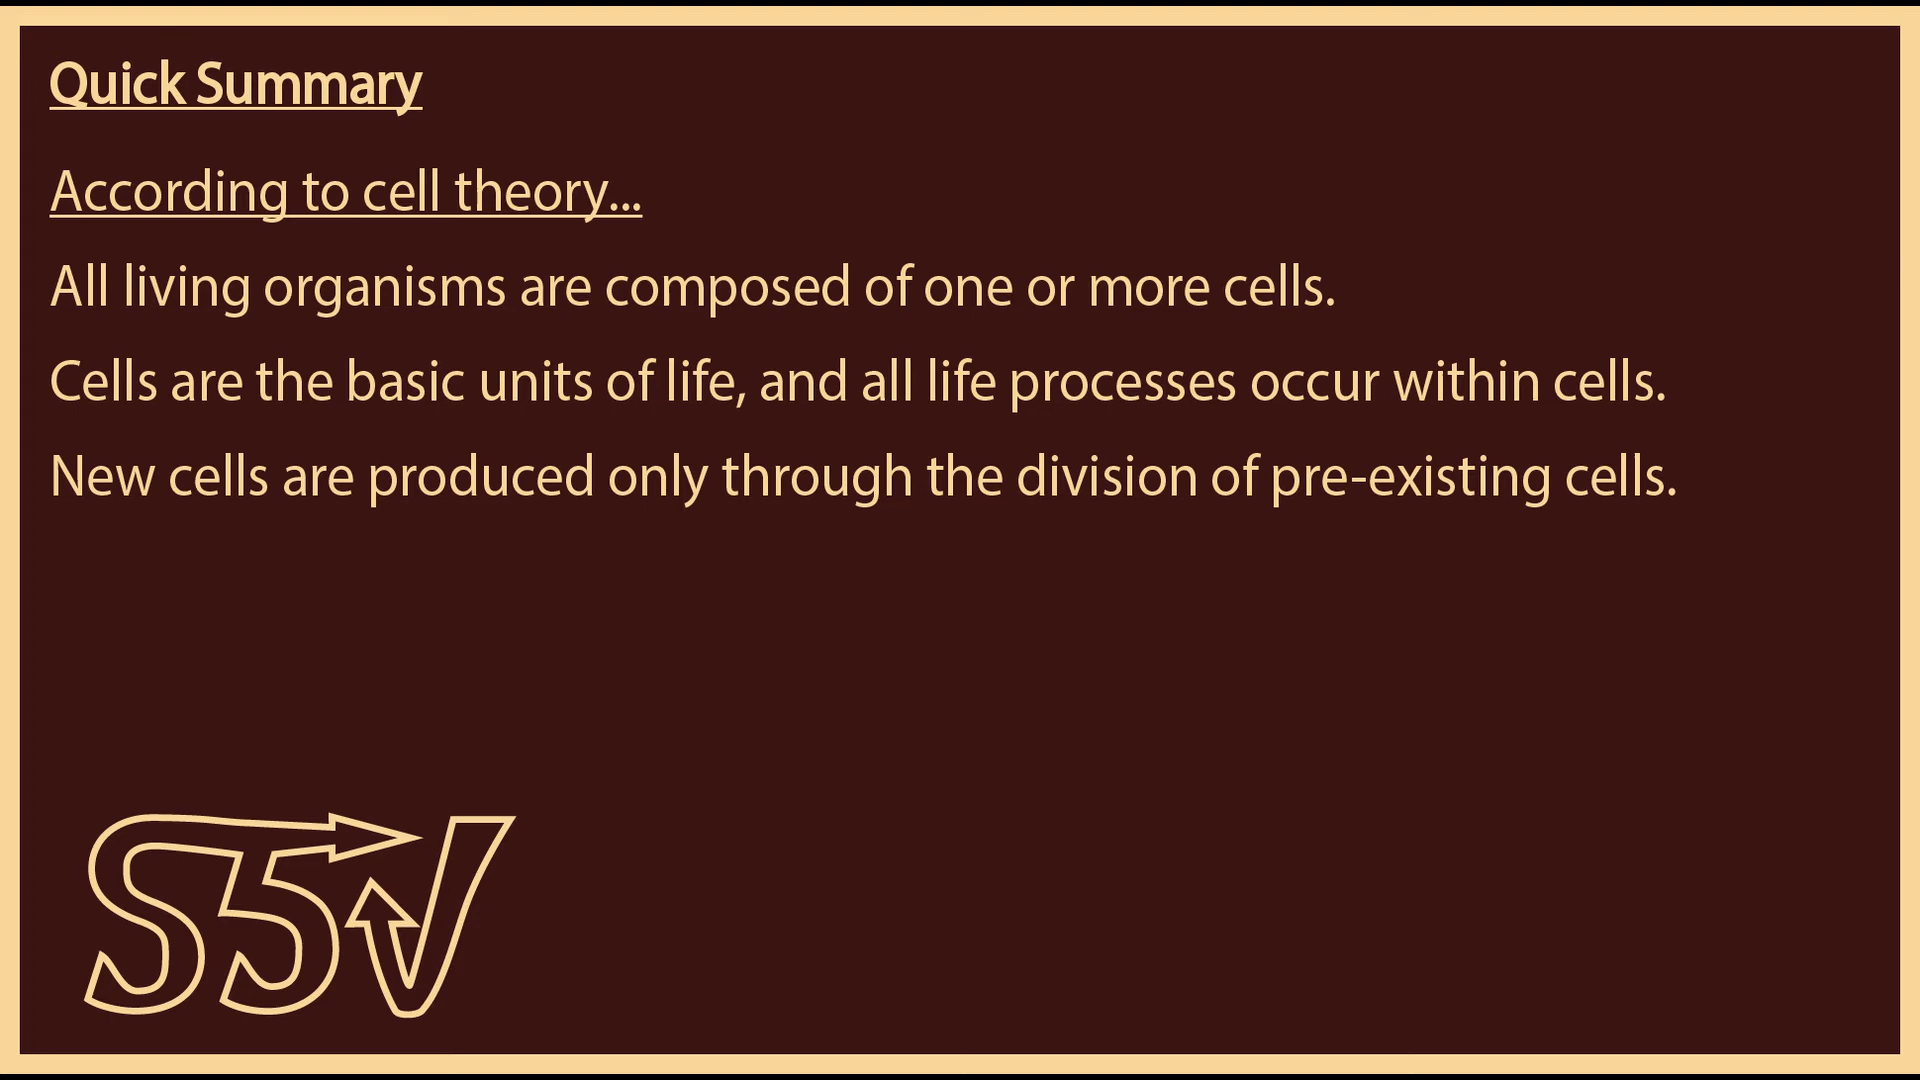 Quick Summary
According to cell theory...
All living organisms are composed of one or more cells.
Cells are the basic units of life, and all life processes occur within cells.
New cells are produced only through the division of pre-existing cells.
S5V